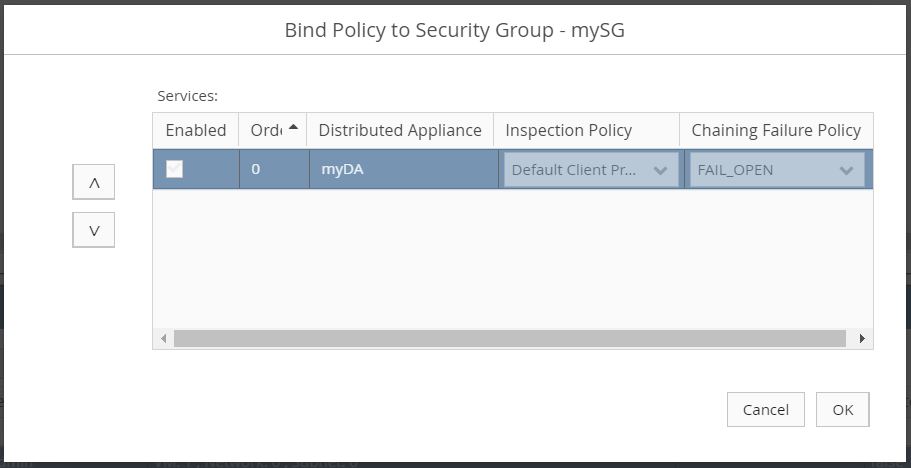 Bind Policy to Security Group - mySG
Services:
Enabled Orde Distributed Appliance Inspection Policy Chaining Failure Policy
0 myDA Default Client Pr... FAIL_OPEN
Cancel OK